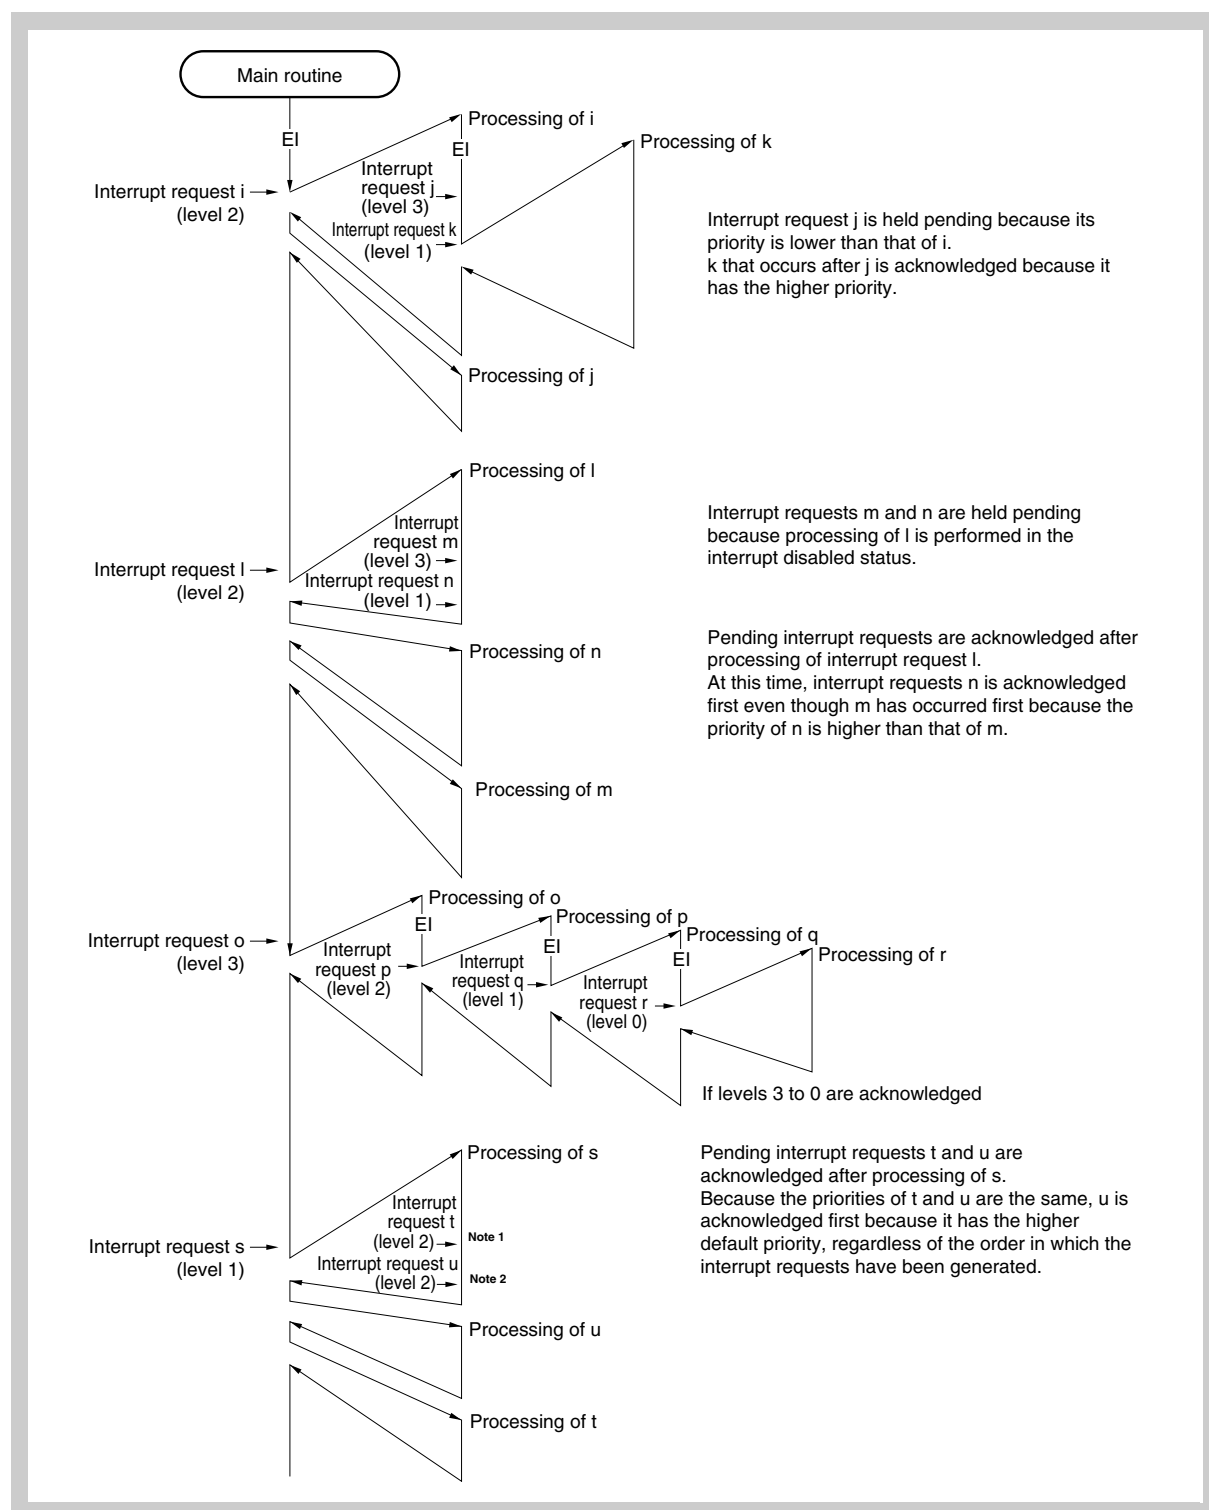 Main routine
EI
Processing of i
EI
Processing of k
Interrupt
request j
(level 3)
Interrupt request i
(level 2)
Interrupt request k
(level 1)
Interrupt request j is held pending because its
priority is lower than that of i.
k that occurs after j is acknowledged because it
has the higher priority.
Processing of j
Processing of l
Interrupt
request m
(level 3)
Interrupt request l
(level 2)
Interrupt request n
(level 1)
Interrupt requests m and n are held pending
because processing of l is performed in the
interrupt disabled status.
Processing of n
Pending interrupt requests are acknowledged after
processing of interrupt request l.
At this time, interrupt requests n is acknowledged
first even though m has occurred first because the
priority of n is higher than that of m.
Processing of m
Processing of o
EI
Processing of p
EI
Processing of q
EI
Processing of r
Interrupt request o
(level 3)
Interrupt
request p
(level 2)
Interrupt
request q
(level 1)
Interrupt
request r
(level 0)
If levels 3 to 0 are acknowledged
Processing of s
Interrupt
request t
(level 2)
Note 1
Interrupt request s
(level 1)
Interrupt request u
(level 2)
Note 2
Pending interrupt requests t and u are
acknowledged after processing of s.
Because the priorities of t and u are the same, u is
acknowledged first because it has the higher
default priority, regardless of the order in which the
interrupt requests have been generated.
Processing of u
Processing of t